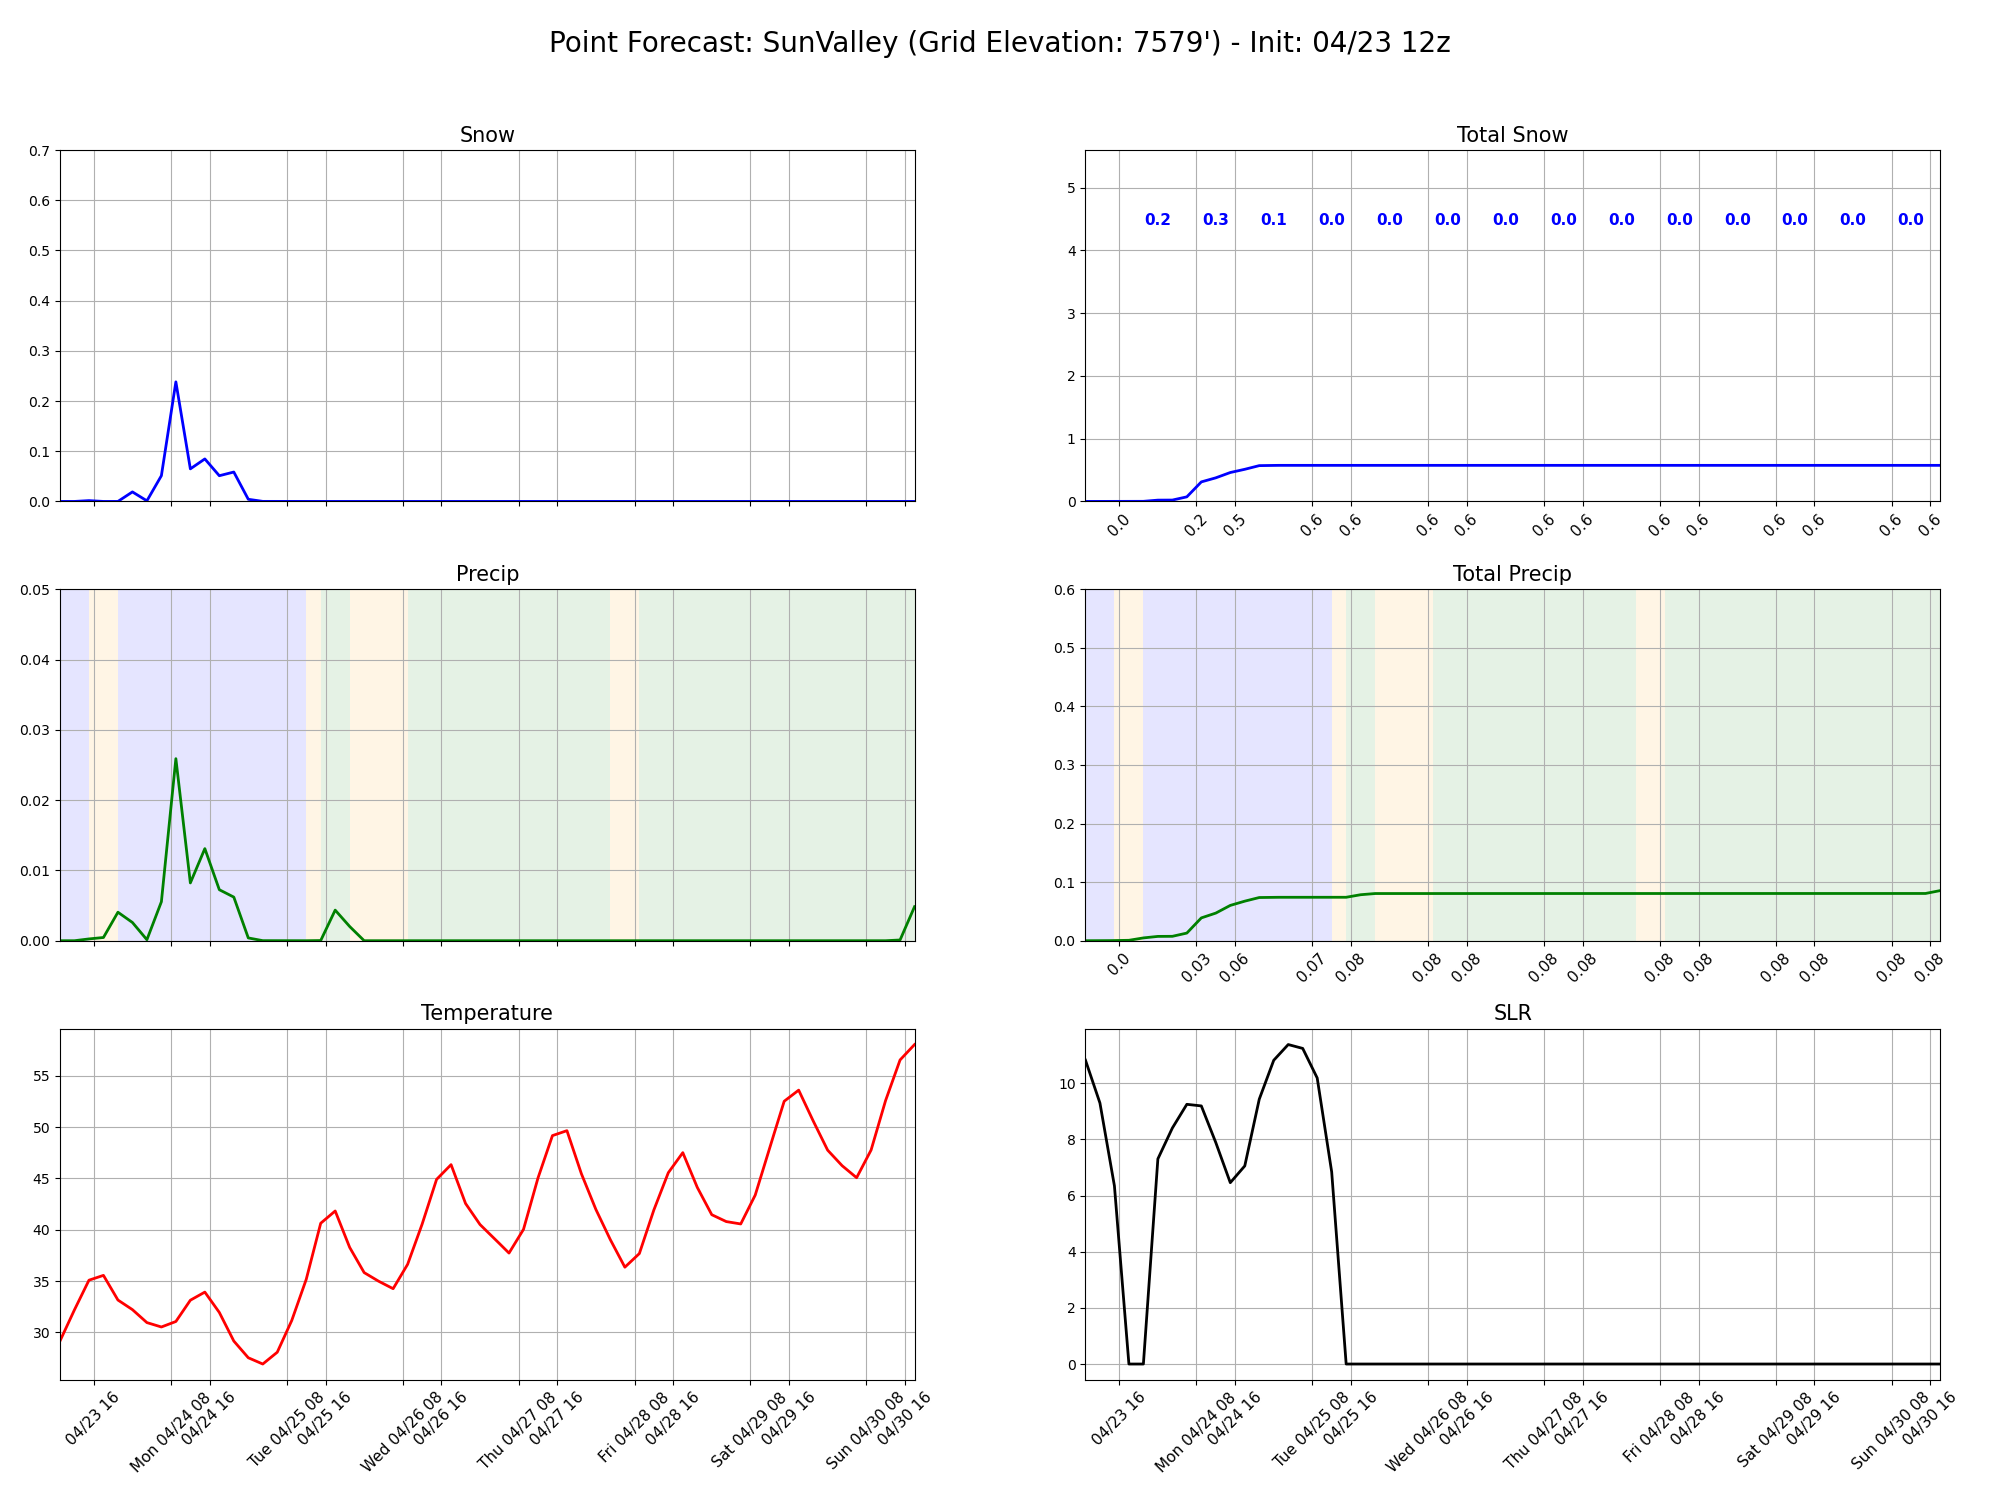 Point Forecast: SunValley (Grid Elevation: 7579') - Init: 04/23 12z
Snow
0.7
0.6
0.5
0.4
0.3
0.2
0.1
0.0
Total Snow
5
4
3
2
1
0
0.2 0.3 0.1 0.0 0.0 0.0 0.0 0.0 0.0 0.0 0.0 0.0 0.0 0.0
0.0 0.2 0.5 0.6 0.6 0.6 0.6 0.6 0.6 0.6 0.6 0.6 0.6 0.6 0.6
Precip
0.05
0.04
0.03
0.02
0.01
0.00
Total Precip
0.6
0.5
0.4
0.3
0.2
0.1
0.0
0.0 0.03 0.06 0.07 0.08 0.08 0.08 0.08 0.08 0.08 0.08 0.08 0.08 0.08 0.08
Temperature
55
50
45
40
35
30
04/23 16
Mon 04/24 08
04/24 16
Tue 04/25 08
04/25 16
Wed 04/26 08
04/26 16
Thu 04/27 08
04/27 16
Fri 04/28 08
04/28 16
Sat 04/29 08
04/29 16
Sun 04/30 08
04/30 16
SLR
10
8
6
4
2
0
04/23 16
Mon 04/24 08
04/24 16
Tue 04/25 08
04/25 16
Wed 04/26 08
04/26 16
Thu 04/27 08
04/27 16
Fri 04/28 08
04/28 16
Sat 04/29 08
04/29 16
Sun 04/30 08
04/30 16